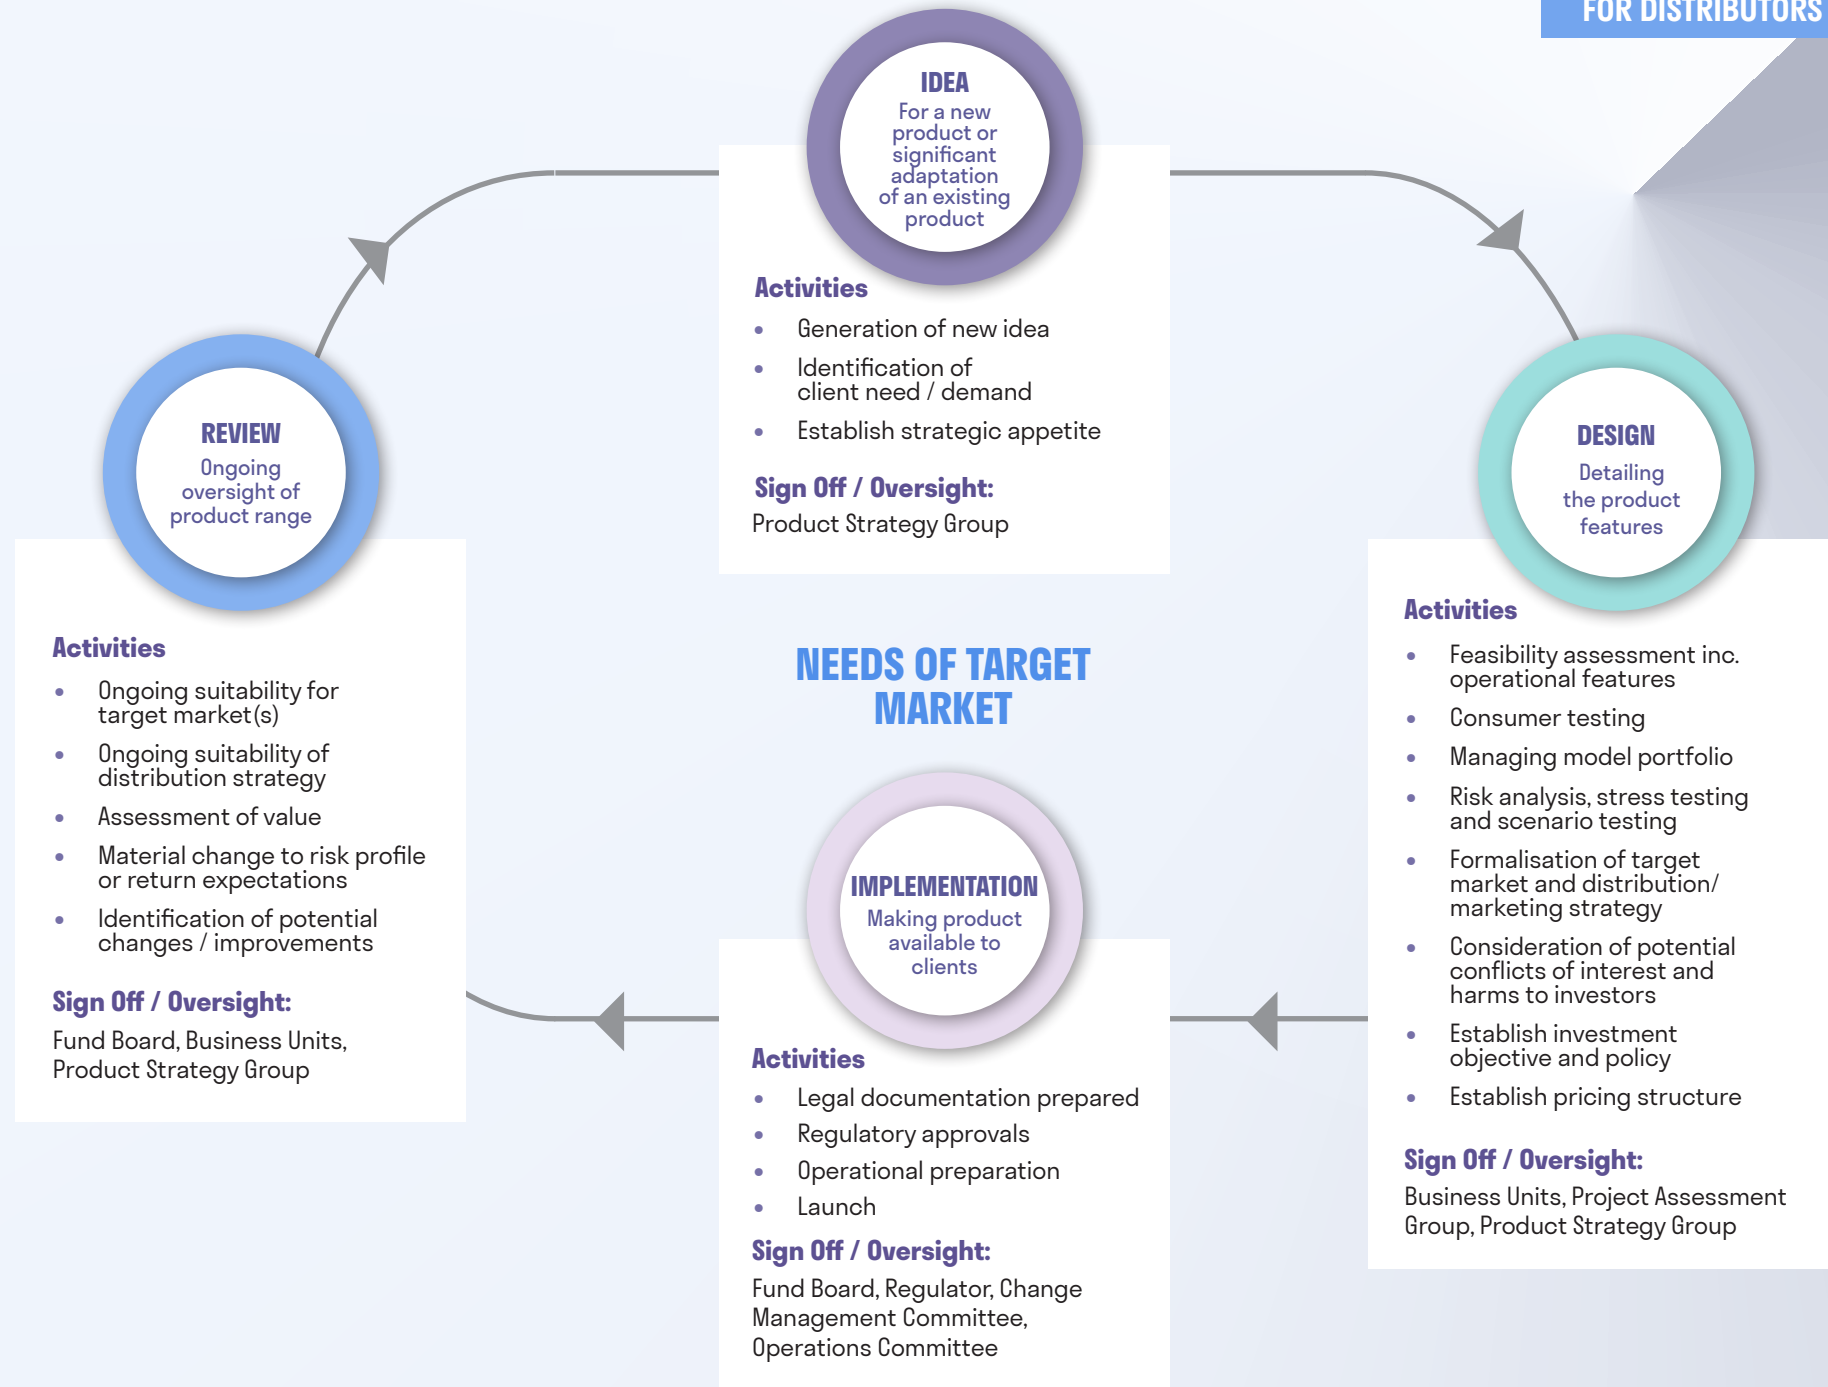 FOR DISTRIBUTORS
IDEA
For a new
product or
significant
adaptation
of an existing
product
Activities
• Generation of new idea
• Identification of
client need / demand
• Establish strategic appetite
Sign Off / Oversight:
Product Strategy Group
DESIGN
Detailing
the product
features
Activities
• Feasibility assessment inc.
operational features
• Consumer testing
• Managing model portfolio
• Risk analysis, stress testing
and scenario testing
• Formalisation of target
market and distribution/
marketing strategy
• Consideration of potential
conflicts of interest and
harms to investors
• Establish investment
objective and policy
• Establish pricing structure
Sign Off / Oversight:
Business Units, Project Assessment
Group, Product Strategy Group
NEEDS OF TARGET
MARKET
IMPLEMENTATION
Making product
available to
clients
Activities
• Legal documentation prepared
• Regulatory approvals
• Operational preparation
• Launch
Sign Off / Oversight:
Fund Board, Regulator, Change
Management Committee,
Operations Committee
REVIEW
Ongoing
oversight of
product range
Activities
• Ongoing suitability for
target market(s)
• Ongoing suitability of
distribution strategy
• Assessment of value
• Material change to risk profile
or return expectations
• Identification of potential
changes / improvements
Sign Off / Oversight:
Fund Board, Business Units,
Product Strategy Group